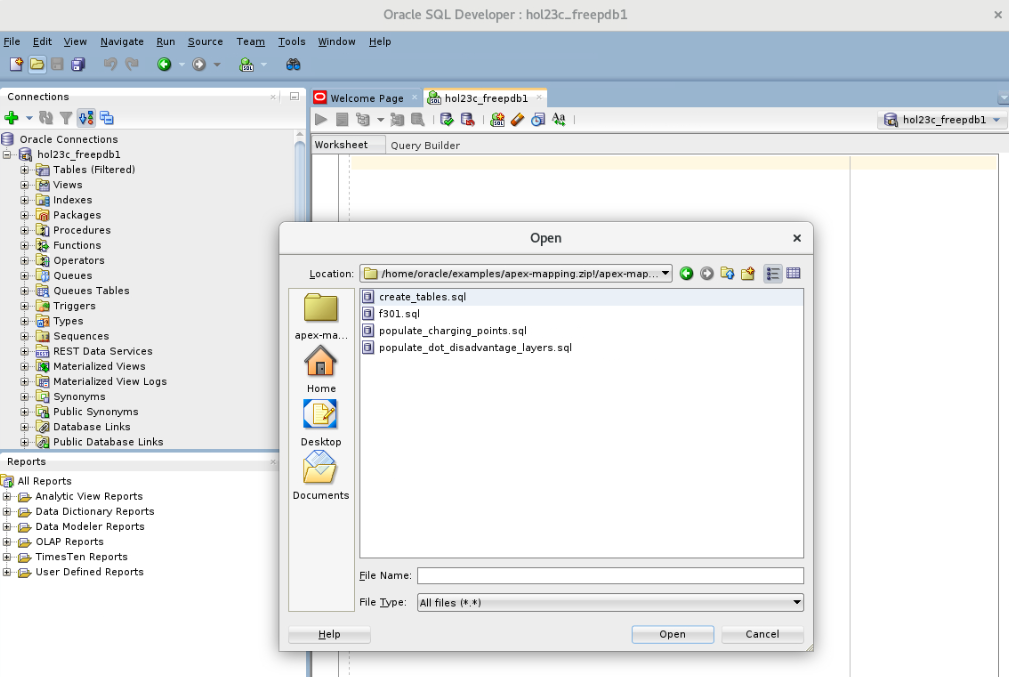 Oracle SQL Developer : hol23c_freepdb1
File Edit View Navigate Run Source Team Tools Window Help
Connections
Oracle Connections
hol23c_freepdb1
Tables (Filtered)
Views
Indexes
Packages
Procedures
Functions
Operators
Queues
Queues Tables
Triggers
Types
Sequences
REST Data Services
Materialized Views
Materialized View Logs
Synonyms
Public Synonyms
Database Links
Public Database Links
Reports
All Reports
Analytic View Reports
Data Dictionary Reports
Data Modeler Reports
OLAP Reports
TimesTen Reports
User Defined Reports
Welcome Page hol23c_freepdb1
hol23c_freepdb1
Worksheet Query Builder
Open
Location: /home/oracle/examples/apex-mapping.zip!/apex-map...
apex-ma...
Home
Desktop
Documents
create_tables.sql
f301.sql
populate_charging_points.sql
populate_dot_disadvantage_layers.sql
File Name:
File Type: All files (*.*)
Help Open Cancel